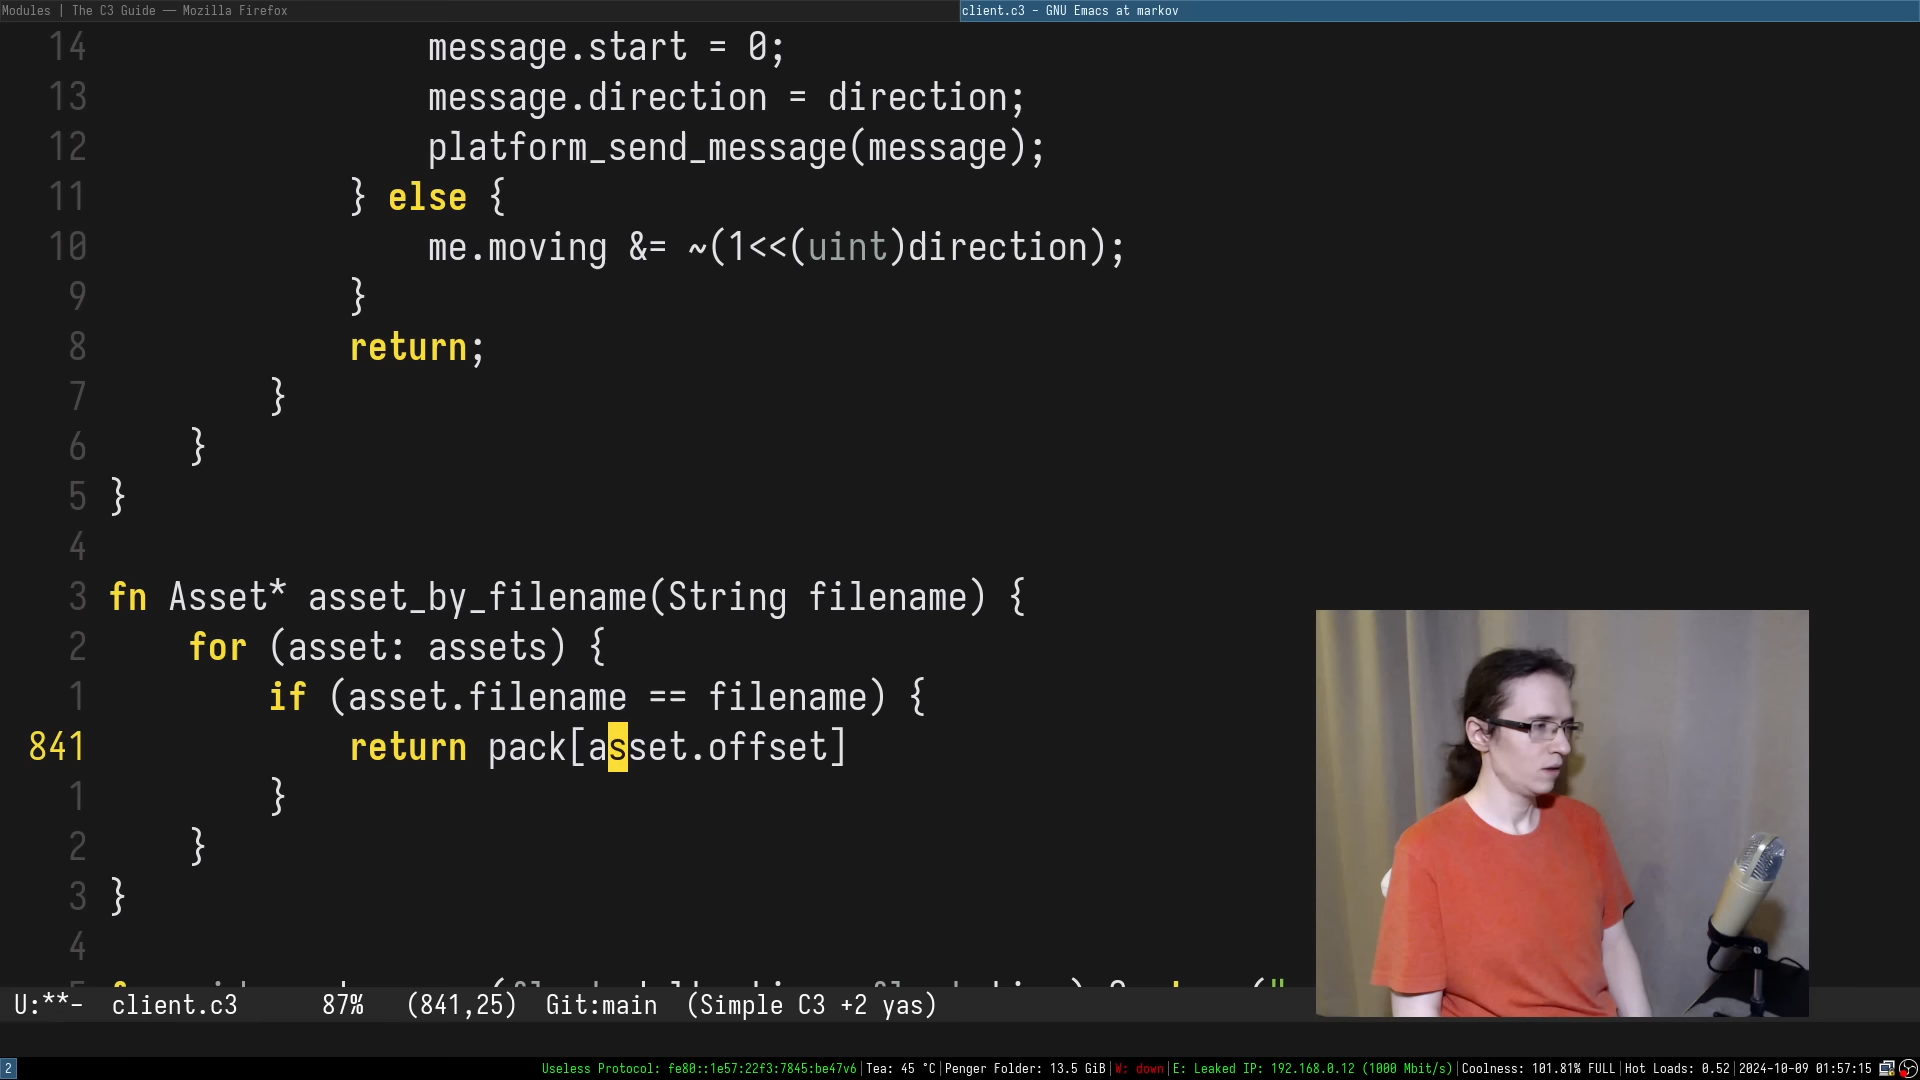 Modules | The C3 Guide — Mozilla Firefox
client.c3 - GNU Emacs at markov
14 message.start = 0;
13 message.direction = direction;
12 platform_send_message(message);
11 } else {
10 me.moving &= ~(1<<(uint)direction);
9 }
8 return;
7 }
6 }
5 }
4
3 fn Asset* asset_by_filename(String filename) {
2 for (asset: assets) {
1 if (asset.filename == filename) {
841 return pack[asset.offset]
1 }
2 }
3 }
4
U:**- client.c3 87% (841,25) Git:main (Simple C3 +2 yas)
2 Useless Protocol: fe80::1e57:22f3:7845:be47v6|Tea: 45 °C|Penger Folder: 13.5 GiB|W: down|E: Leaked IP: 192.168.0.12 (1000 Mbit/s)|Coolness: 101.81% FULL|Hot Loads: 0.52|2024-10-09 01:57:15